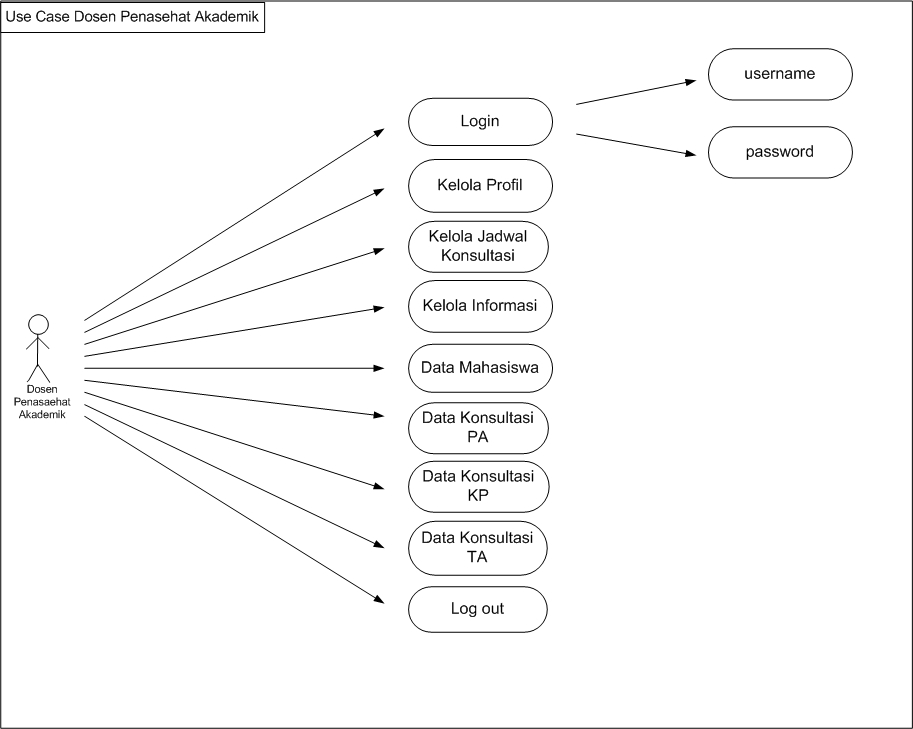 Use Case Dosen Penasehat Akademik
username
Login
password
Kelola Profil
Kelola Jadwal
Konsultasi
Kelola Informasi
Data Mahasiswa
Dosen
Penasaehat
Akademik
Data Konsultasi
PA
Data Konsultasi
KP
Data Konsultasi
TA
Log out